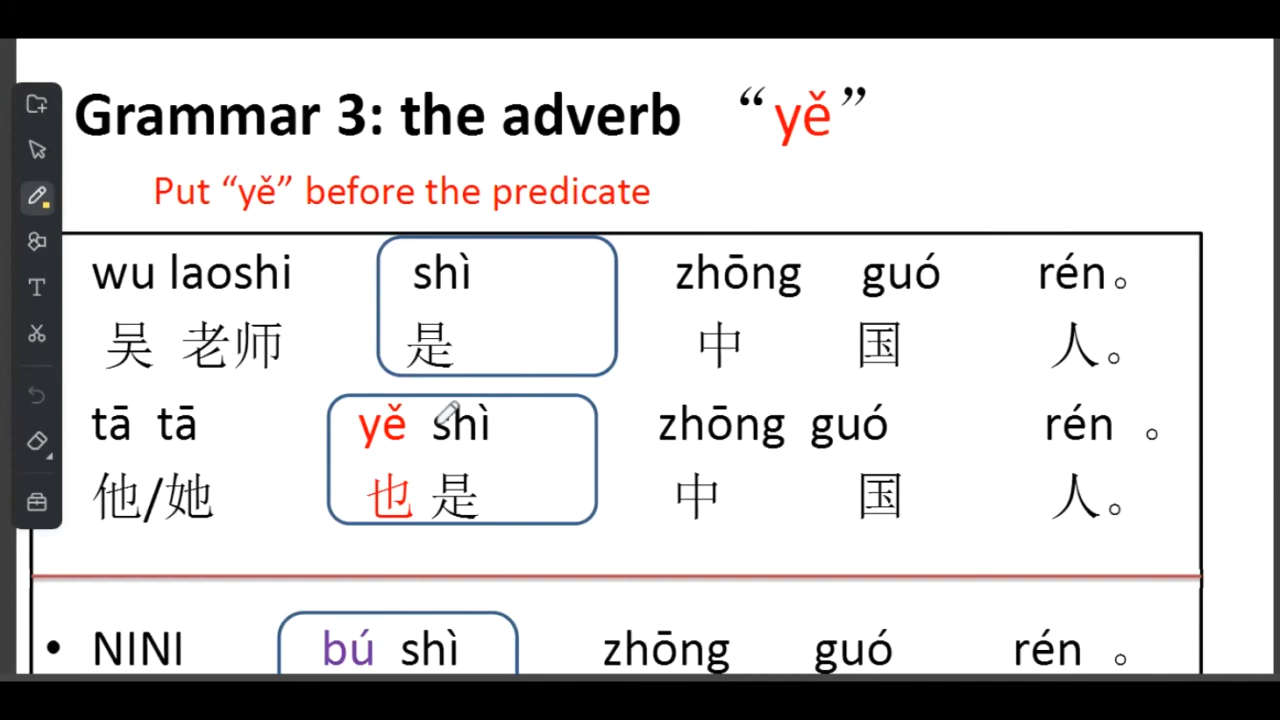 Grammar 3: the adverb “yě”
Put “yě” before the predicate
wu laoshi shì zhōng guó rén。
吴 老师 是 中 国 人。
tā tā yě shì zhōng guó rén 。
他/她 也 是 中 国 人。
• NINI bú shì zhōng guó rén 。